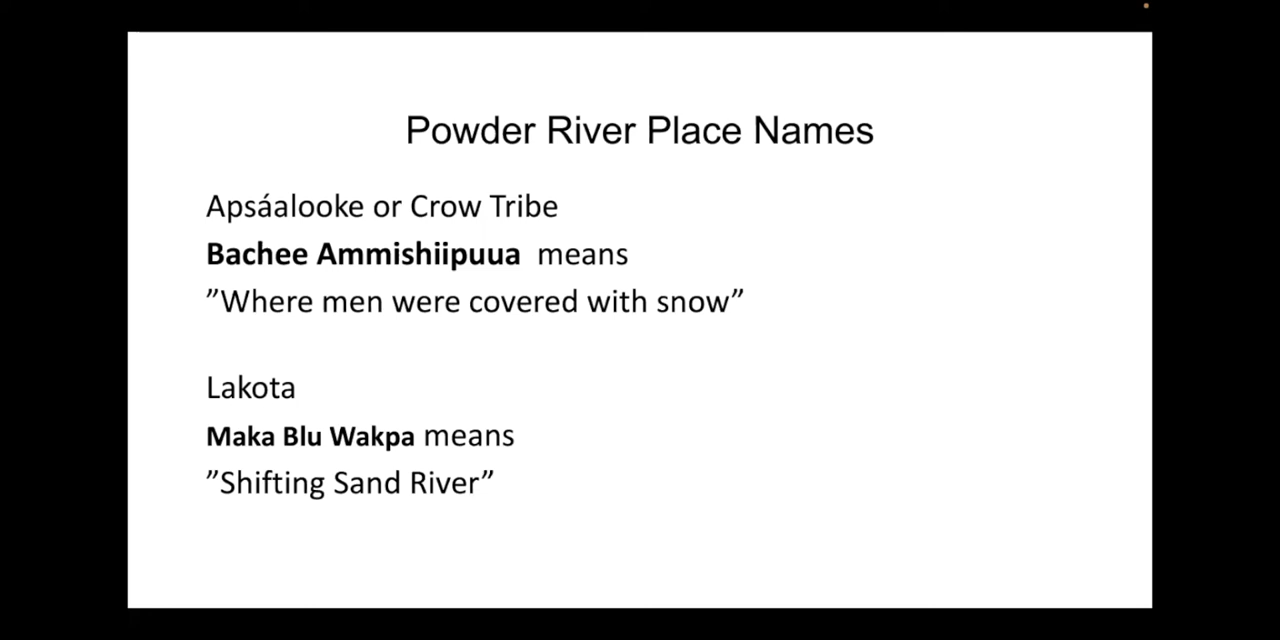 Powder River Place Names
Apsáalooke or Crow Tribe
Bachee Ammishiipuua means
”Where men were covered with snow”
Lakota
Maka Blu Wakpa means
”Shifting Sand River”